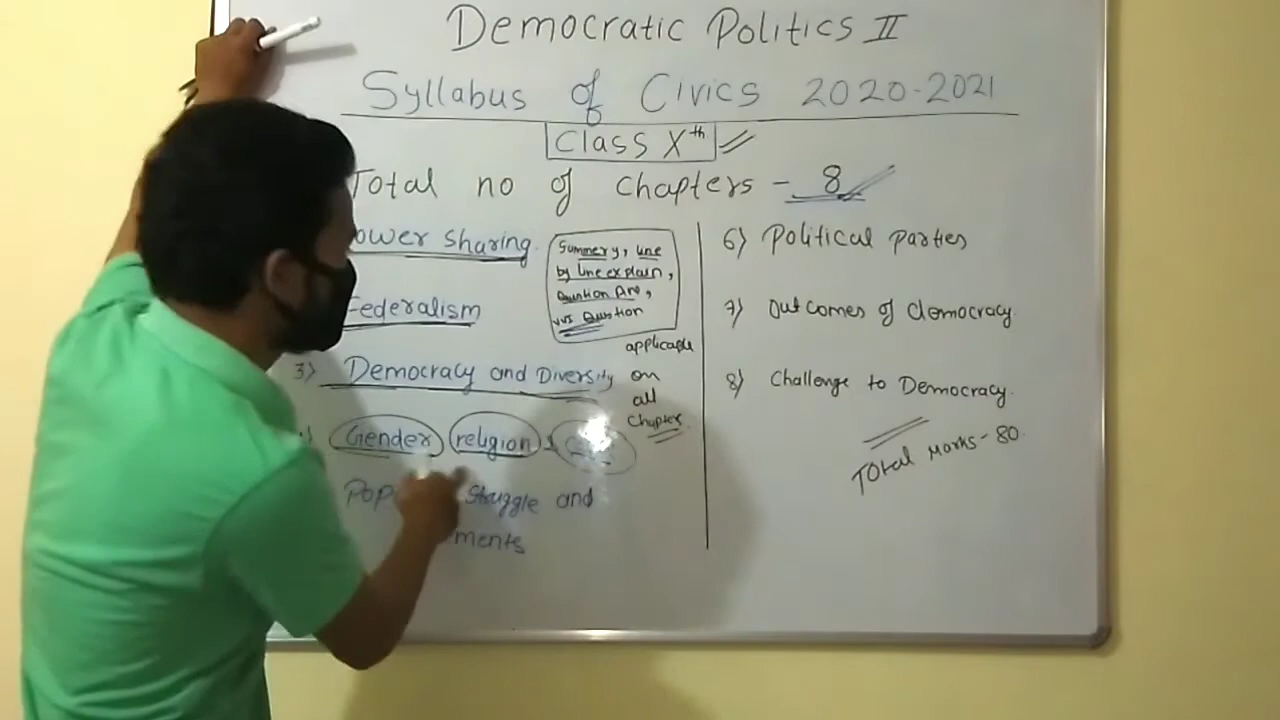 Democratic Politics II
Syllabus of Civics 2020-2021
Class Xth
Total no of chapters - 8
ower sharing.
Federalism
3) Democracy and Diversity
Gender religion
Pop struggle and
ments
Summery, line
by line explain,
Question Ans,
VVI Question
applicable
on
all
Chapter
6) Political parties
7) Outcomes of democracy
8) Challenge to Democracy.
Total Marks - 80